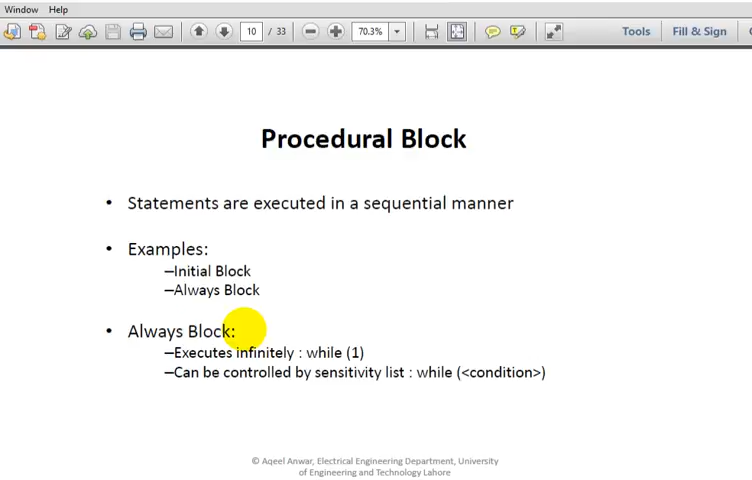 Window Help
10 / 33 70.3% Tools Fill & Sign
Procedural Block
• Statements are executed in a sequential manner
• Examples:
–Initial Block
–Always Block
• Always Block:
–Executes infinitely : while (1)
–Can be controlled by sensitivity list : while (<condition>)
© Aqeel Anwar, Electrical Engineering Department, University
of Engineering and Technology Lahore